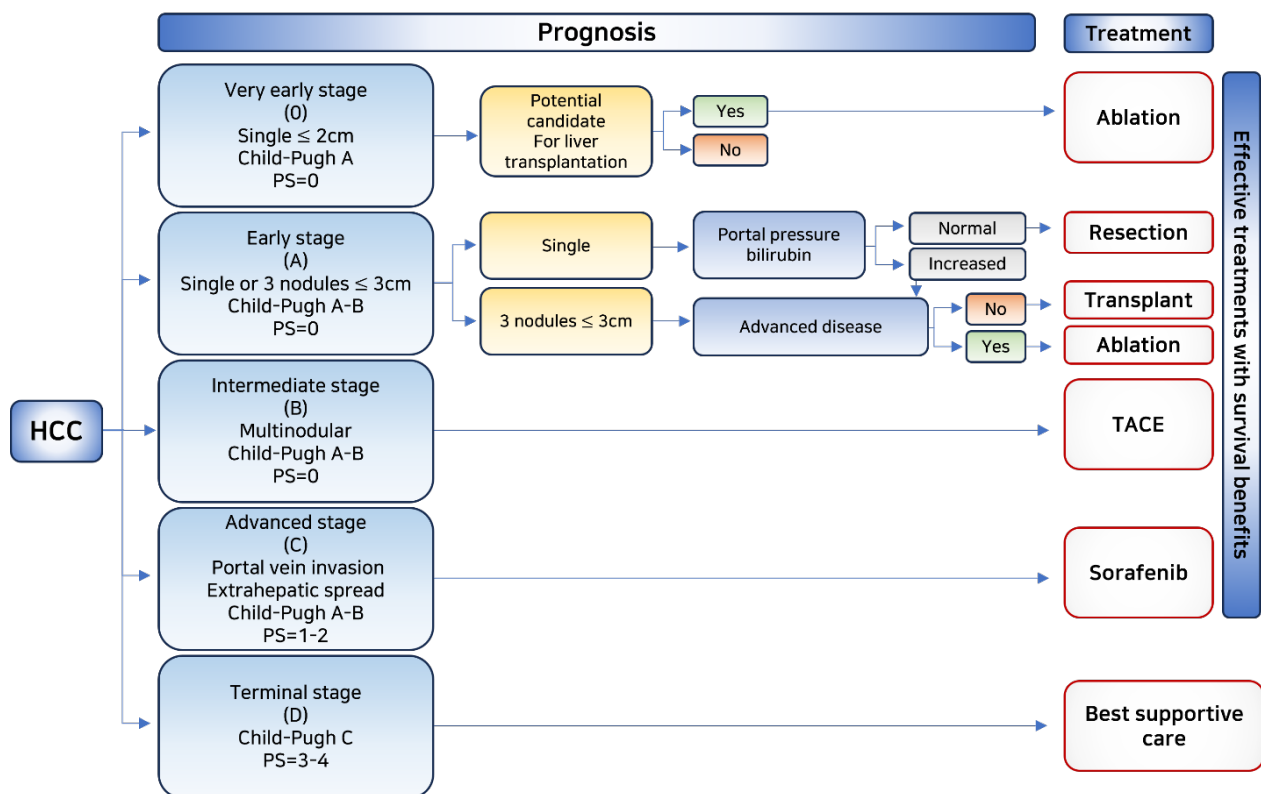 Prognosis
Treatment
HCC
Very early stage
(0)
Single ≤ 2cm
Child-Pugh A
PS=0
Potential
candidate
For liver
transplantation
Yes
No
Ablation
Early stage
(A)
Single or 3 nodules ≤ 3cm
Child-Pugh A-B
PS=0
Single
Portal pressure
bilirubin
Normal
Increased
Resection
3 nodules ≤ 3cm
Advanced disease
No
Yes
Transplant
Ablation
Intermediate stage
(B)
Multinodular
Child-Pugh A-B
PS=0
TACE
Advanced stage
(C)
Portal vein invasion
Extrahepatic spread
Child-Pugh A-B
PS=1-2
Sorafenib
Terminal stage
(D)
Child-Pugh C
PS=3-4
Best supportive
care
Effective treatments with survival benefits